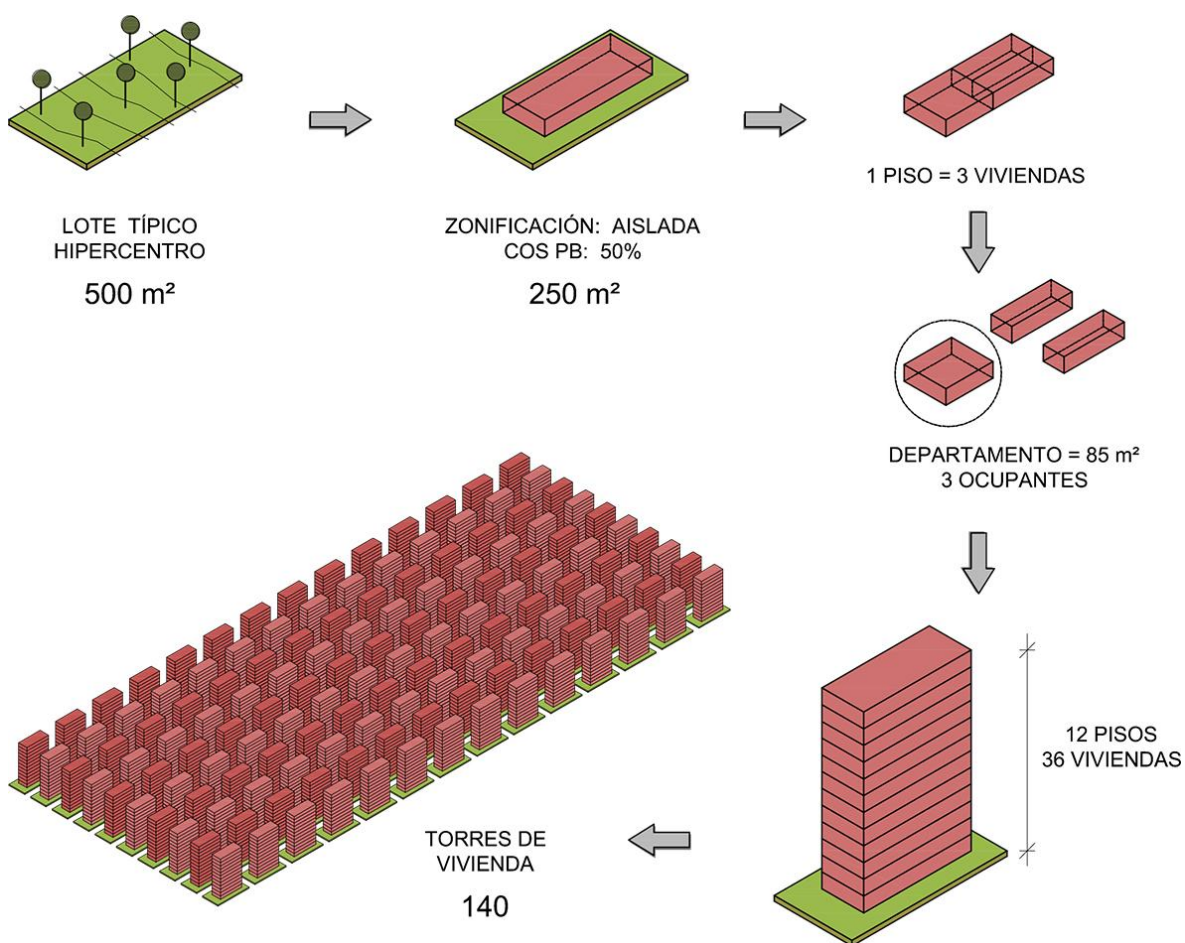 LOTE TÍPICO
HIPERCENTRO
500 m²
ZONIFICACIÓN: AISLADA
COS PB: 50%
250 m²
1 PISO = 3 VIVIENDAS
DEPARTAMENTO = 85 m²
3 OCUPANTES
12 PISOS
36 VIVIENDAS
TORRES DE
VIVIENDA
140